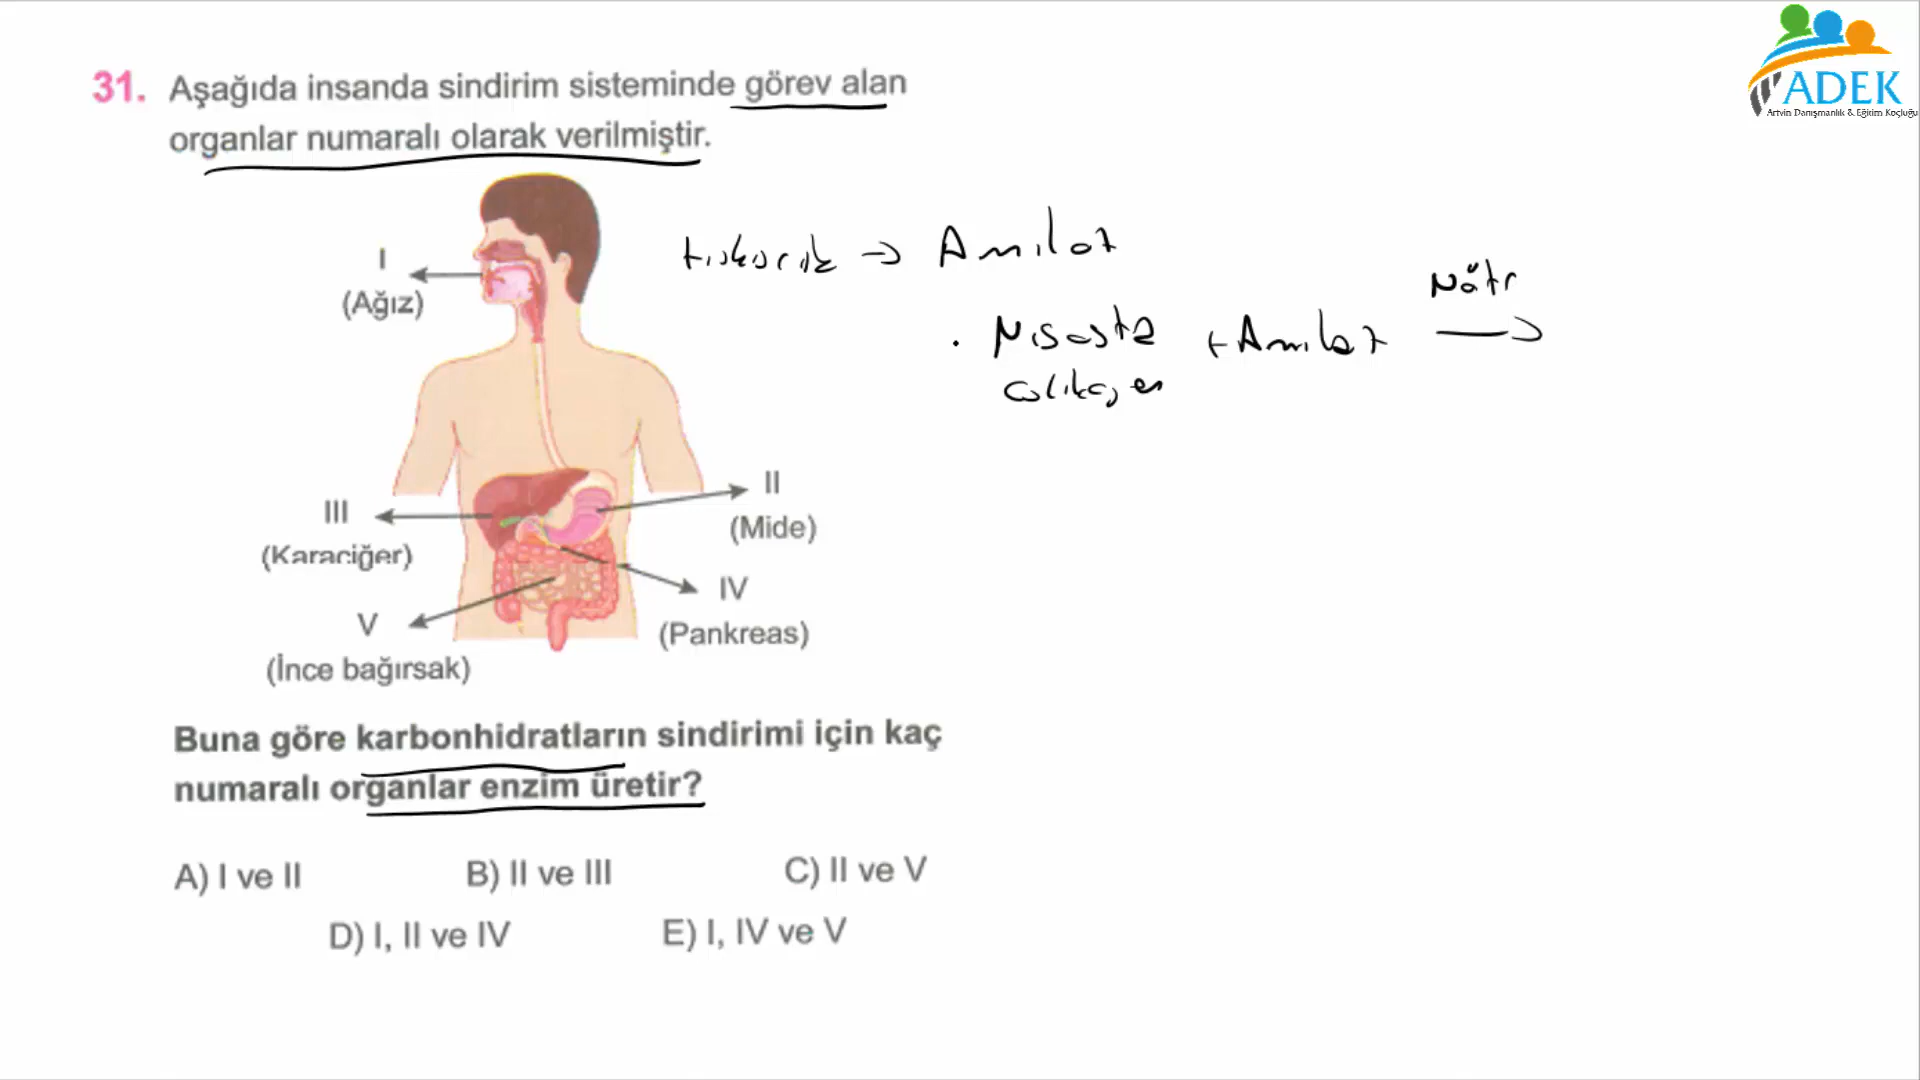 31. Aşağıda insanda sindirim sisteminde görev alan
organlar numaralı olarak verilmiştir.
I
(Ağız)
II
(Mide)
III
(Karaciğer)
IV
(Pankreas)
V
(İnce bağırsak)
Buna göre karbonhidratların sindirimi için kaç
numaralı organlar enzim üretir?
A) I ve II
B) II ve III
C) II ve V
D) I, II ve IV
E) I, IV ve V
→ Amilaz
Nötr
. Nişasta + Amilaz →
ADEK
Artvin Danışmanlık & Eğitim Koçluğu